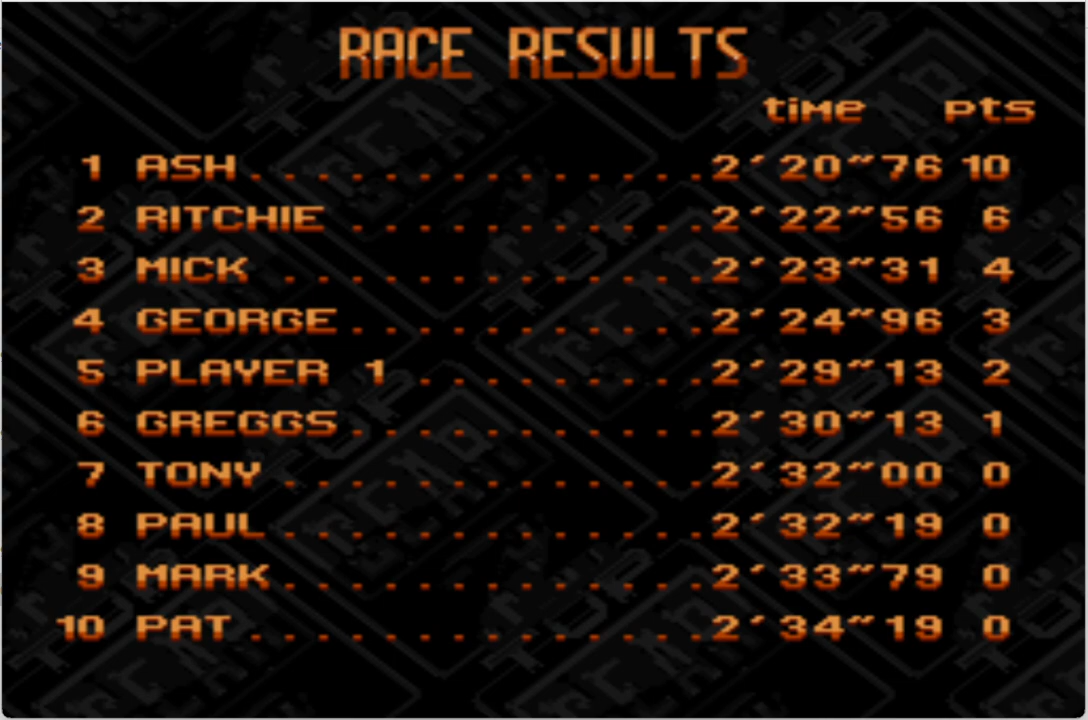 RACE RESULTS
time pts
1 ASH................2´20˝76 10
2 RITCHIE ...........2´22˝56 6
3 MICK .............2´23˝31 4
4 GEORGE...........2´24˝96 3
5 PLAYER 1 .........2´29˝13 2
6 GREGGS...........2´30˝13 1
7 TONY .............2´32˝00 0
8 PAUL.............2´32˝19 0
9 MARK.............2´33˝79 0
10 PAT..............2´34˝19 0